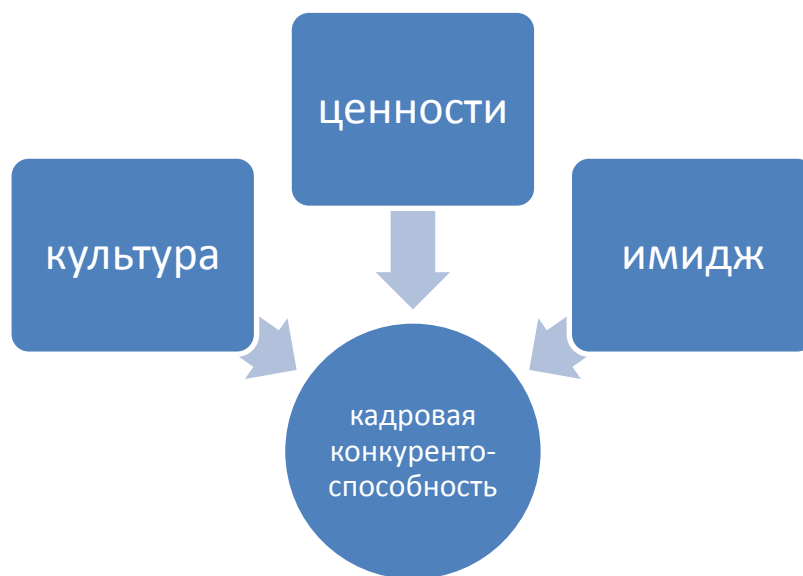 ценности
культура
имидж
кадровая
конкуренто-
способность